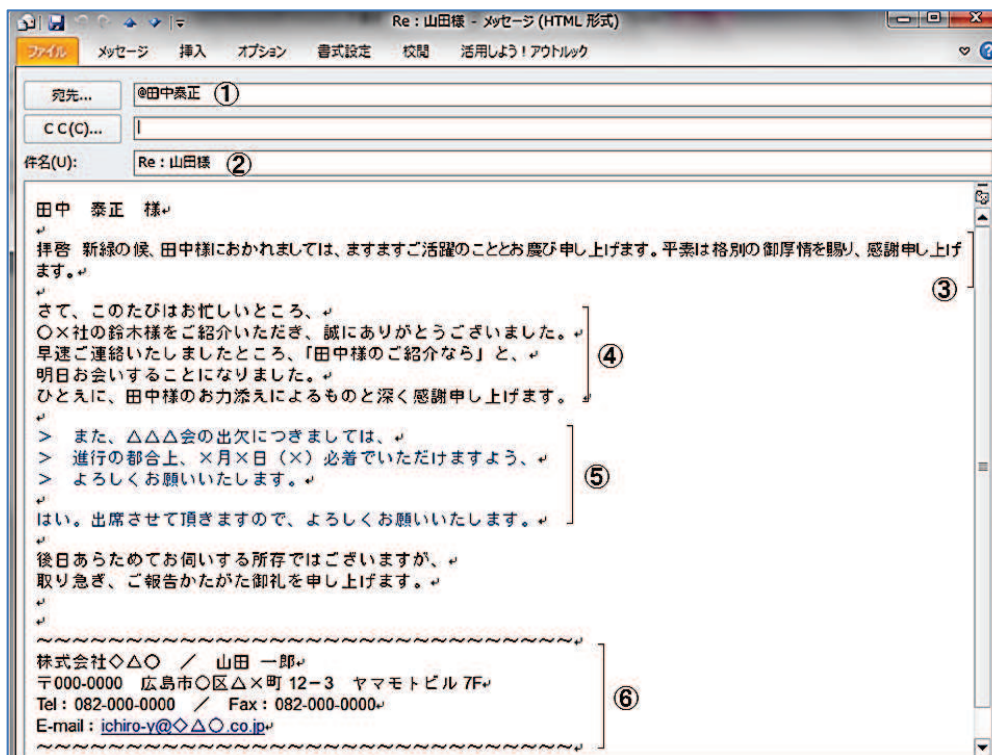 Re：山田様 - メッセージ (HTML 形式)
ファイル メッセージ 挿入 オプション 書式設定 校閲 活用しよう！アウトルック
宛先... @田中泰正 ①
C C(C)...
件名(U): Re：山田様 ②
田中　泰正　様↵
↵
拝啓 新緑の候、田中様におかれましては、ますますご活躍のこととお慶び申し上げます。平素は格別の御厚情を賜り、感謝申し上げ
ます。↵
③
↵
さて、このたびはお忙しいところ、↵
〇×社の鈴木様をご紹介いただき、誠にありがとうございました。↵
早速ご連絡いたしましたところ、「田中様のご紹介なら」と、↵
④
明日お会いすることになりました。↵
ひとえに、田中様のお力添えによるものと深く感謝申し上げます。↵
↵
＞　また、△△△会の出欠につきましては、↵
＞　進行の都合上、×月×日（×）必着でいただけますよう、↵
＞　よろしくお願いいたします。↵
⑤
↵
はい。出席させて頂きますので、よろしくお願いいたします。↵
↵
後日あらためてお伺いする所存ではございますが、↵
取り急ぎ、ご報告かたがた御礼を申し上げます。↵
↵
↵
～～～～～～～～～～～～～～～～～～～～～～～～～～～～～～↵
株式会社◇△〇　／　山田 一郎↵
〒000-0000　広島市〇区△×町 12－3　ヤマモトビル 7F↵
Tel：082-000-0000　／　Fax：082-000-0000↵
⑥
E-mail：ichiro-y@◇△〇.co.jp↵
～～～～～～～～～～～～～～～～～～～～～～～～～～～～～～↵